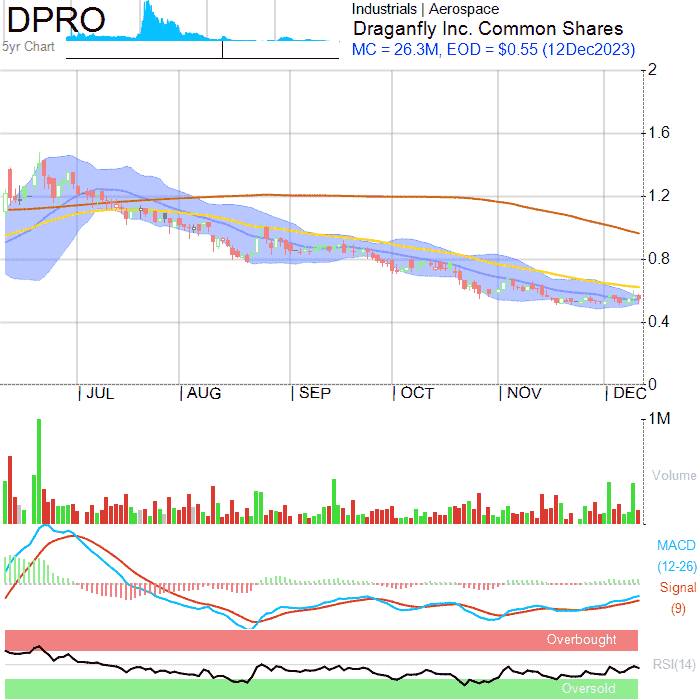 DPRO
5yr Chart
Industrials | Aerospace
Draganfly Inc. Common Shares
MC = 26.3M, EOD = $0.55 (12Dec2023)
2
1.6
1.2
0.8
0.4
0
JUL AUG SEP OCT NOV DEC
1M
Volume
MACD
(12-26)
Signal
(9)
Overbought
RSI(14)
Oversold